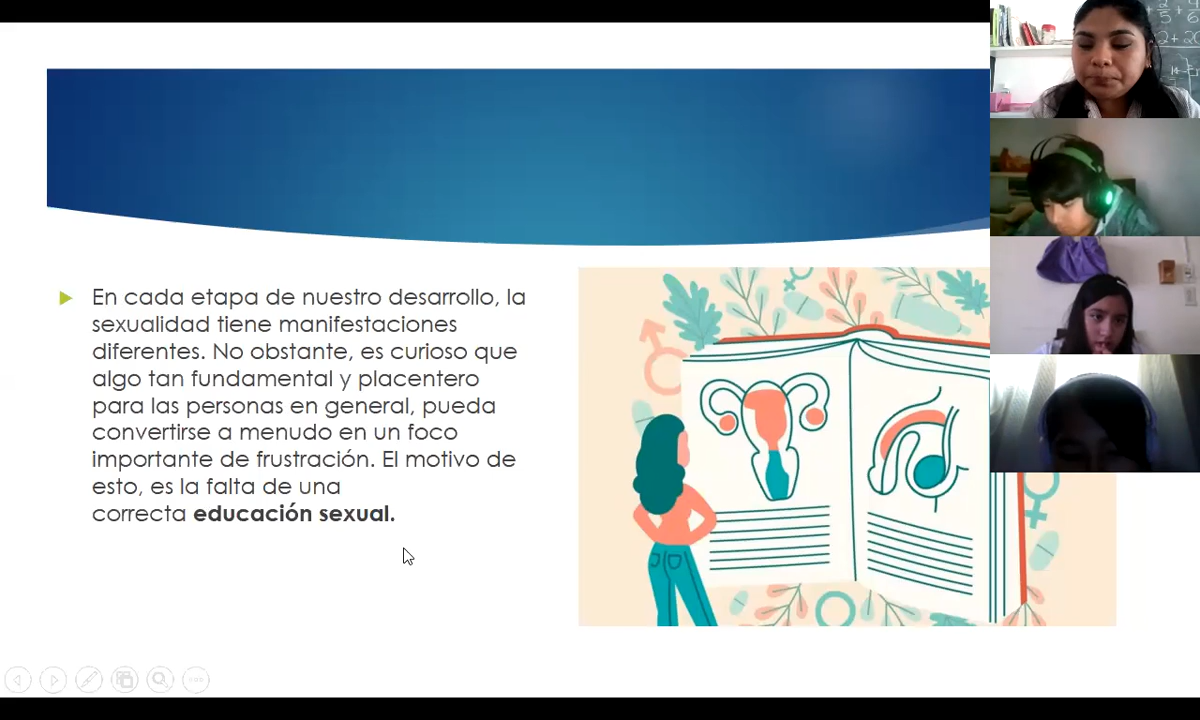 En cada etapa de nuestro desarrollo, la
sexualidad tiene manifestaciones
diferentes. No obstante, es curioso que
algo tan fundamental y placentero
para las personas en general, pueda
convertirse a menudo en un foco
importante de frustración. El motivo de
esto, es la falta de una
correcta educación sexual.